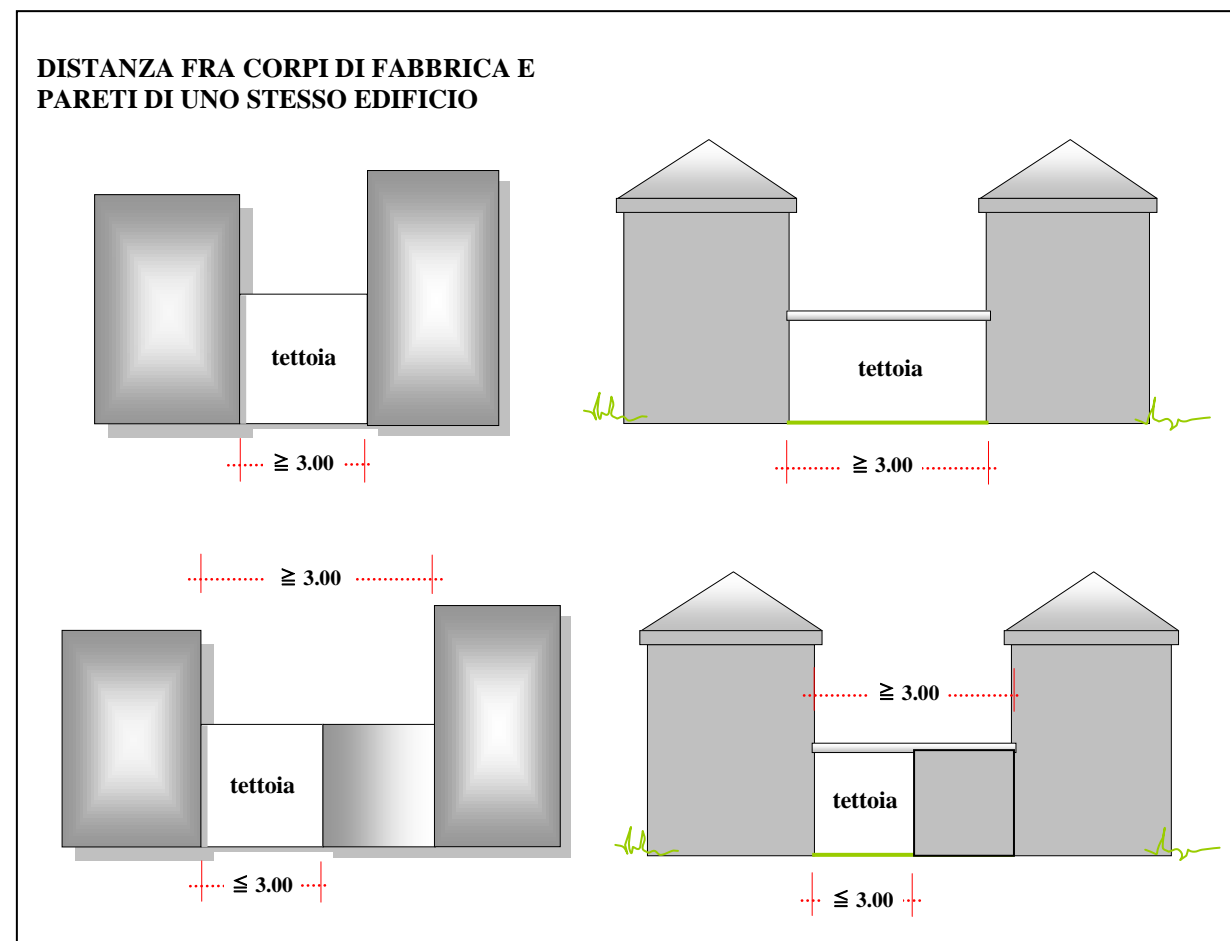 DISTANZA FRA CORPI DI FABBRICA E
PARETI DI UNO STESSO EDIFICIO
tettoia
≧ 3.00
tettoia
≧ 3.00
≧ 3.00
tettoia
≦ 3.00
≧ 3.00
tettoia
≦ 3.00